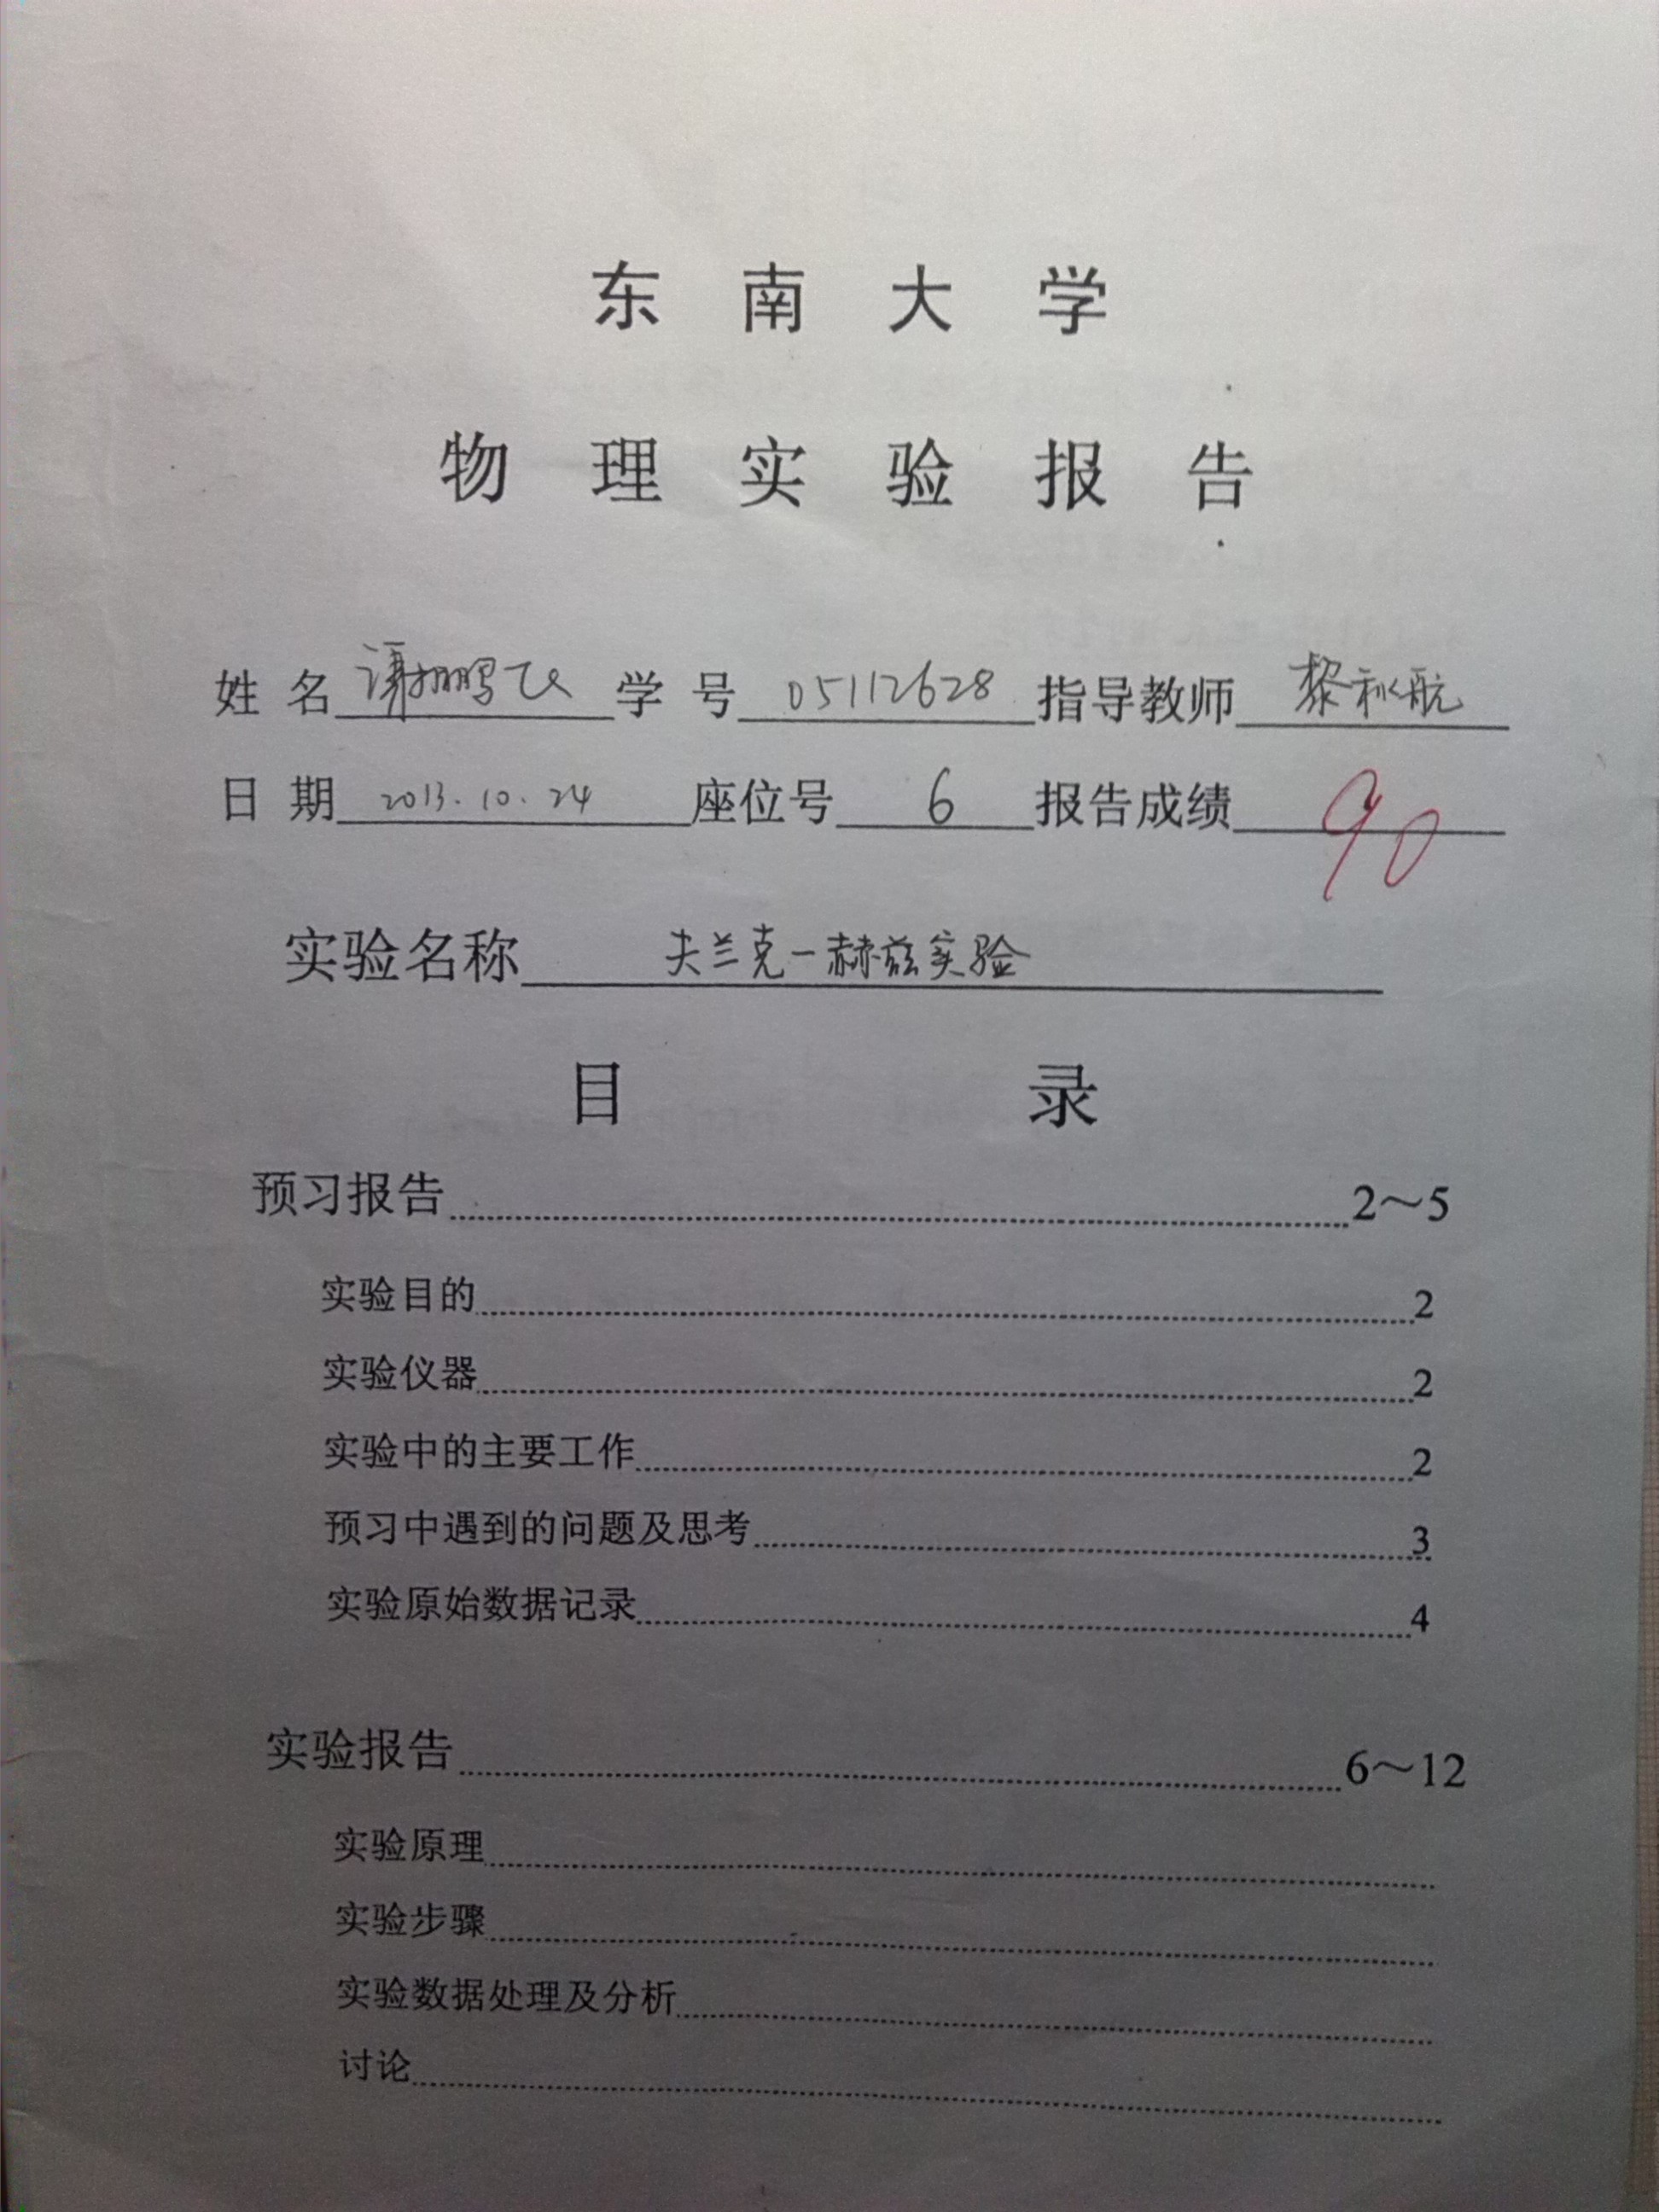 东南大学
物理实验报告
姓名 谢翔鹏飞 学号 05112628 指导教师 黎秋航
日期 2013.10.24 座位号 6 报告成绩 90
实验名称 夫兰克-赫兹实验
目录
预习报告 2~5
实验目的 2
实验仪器 2
实验中的主要工作 2
预习中遇到的问题及思考 3
实验原始数据记录 4
实验报告 6~12
实验原理
实验步骤
实验数据处理及分析
讨论